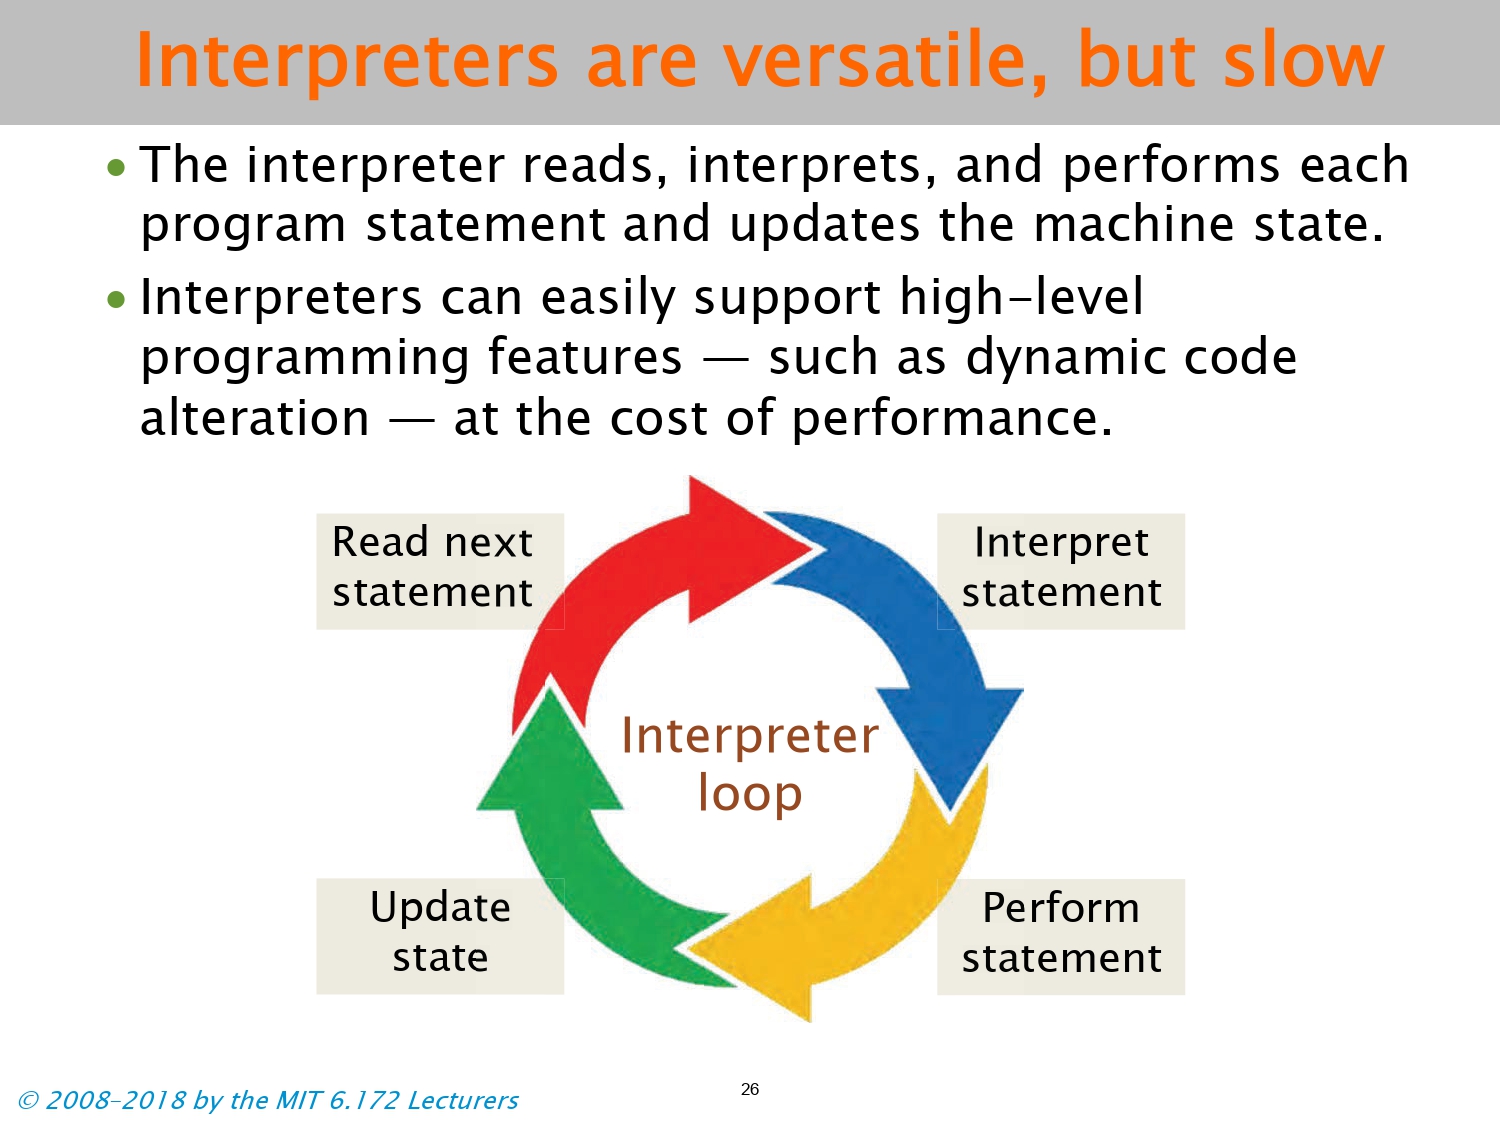 Interpreters are versatile, but slow
• The interpreter reads, interprets, and performs each
program statement and updates the machine state.
• Interpreters can easily support high-level
programming features — such as dynamic code
alteration — at the cost of performance.
Read next
statement
Interpret
statement
Interpreter
loop
Update
state
Perform
statement
© 2008–2018 by the MIT 6.172 Lecturers
26